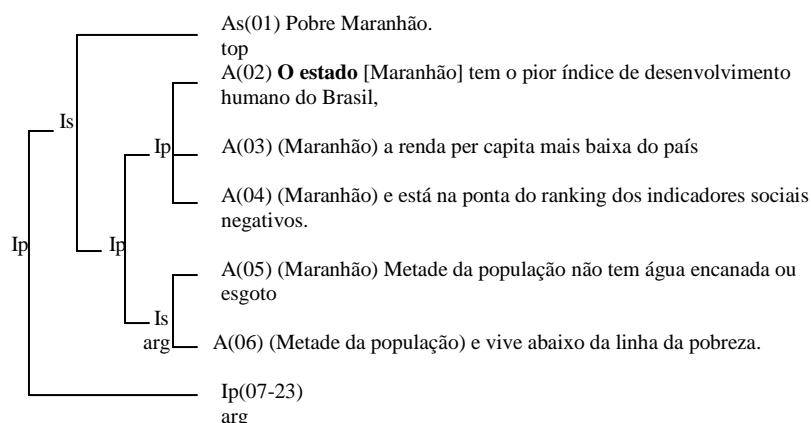 As(01) Pobre Maranhão.
top
A(02) O estado [Maranhão] tem o pior índice de desenvolvimento
humano do Brasil,
Is
Ip
A(03) (Maranhão) a renda per capita mais baixa do país
A(04) (Maranhão) e está na ponta do ranking dos indicadores sociais
negativos.
Ip
Ip
A(05) (Maranhão) Metade da população não tem água encanada ou
esgoto
Is
arg
A(06) (Metade da população) e vive abaixo da linha da pobreza.
Ip(07-23)
arg